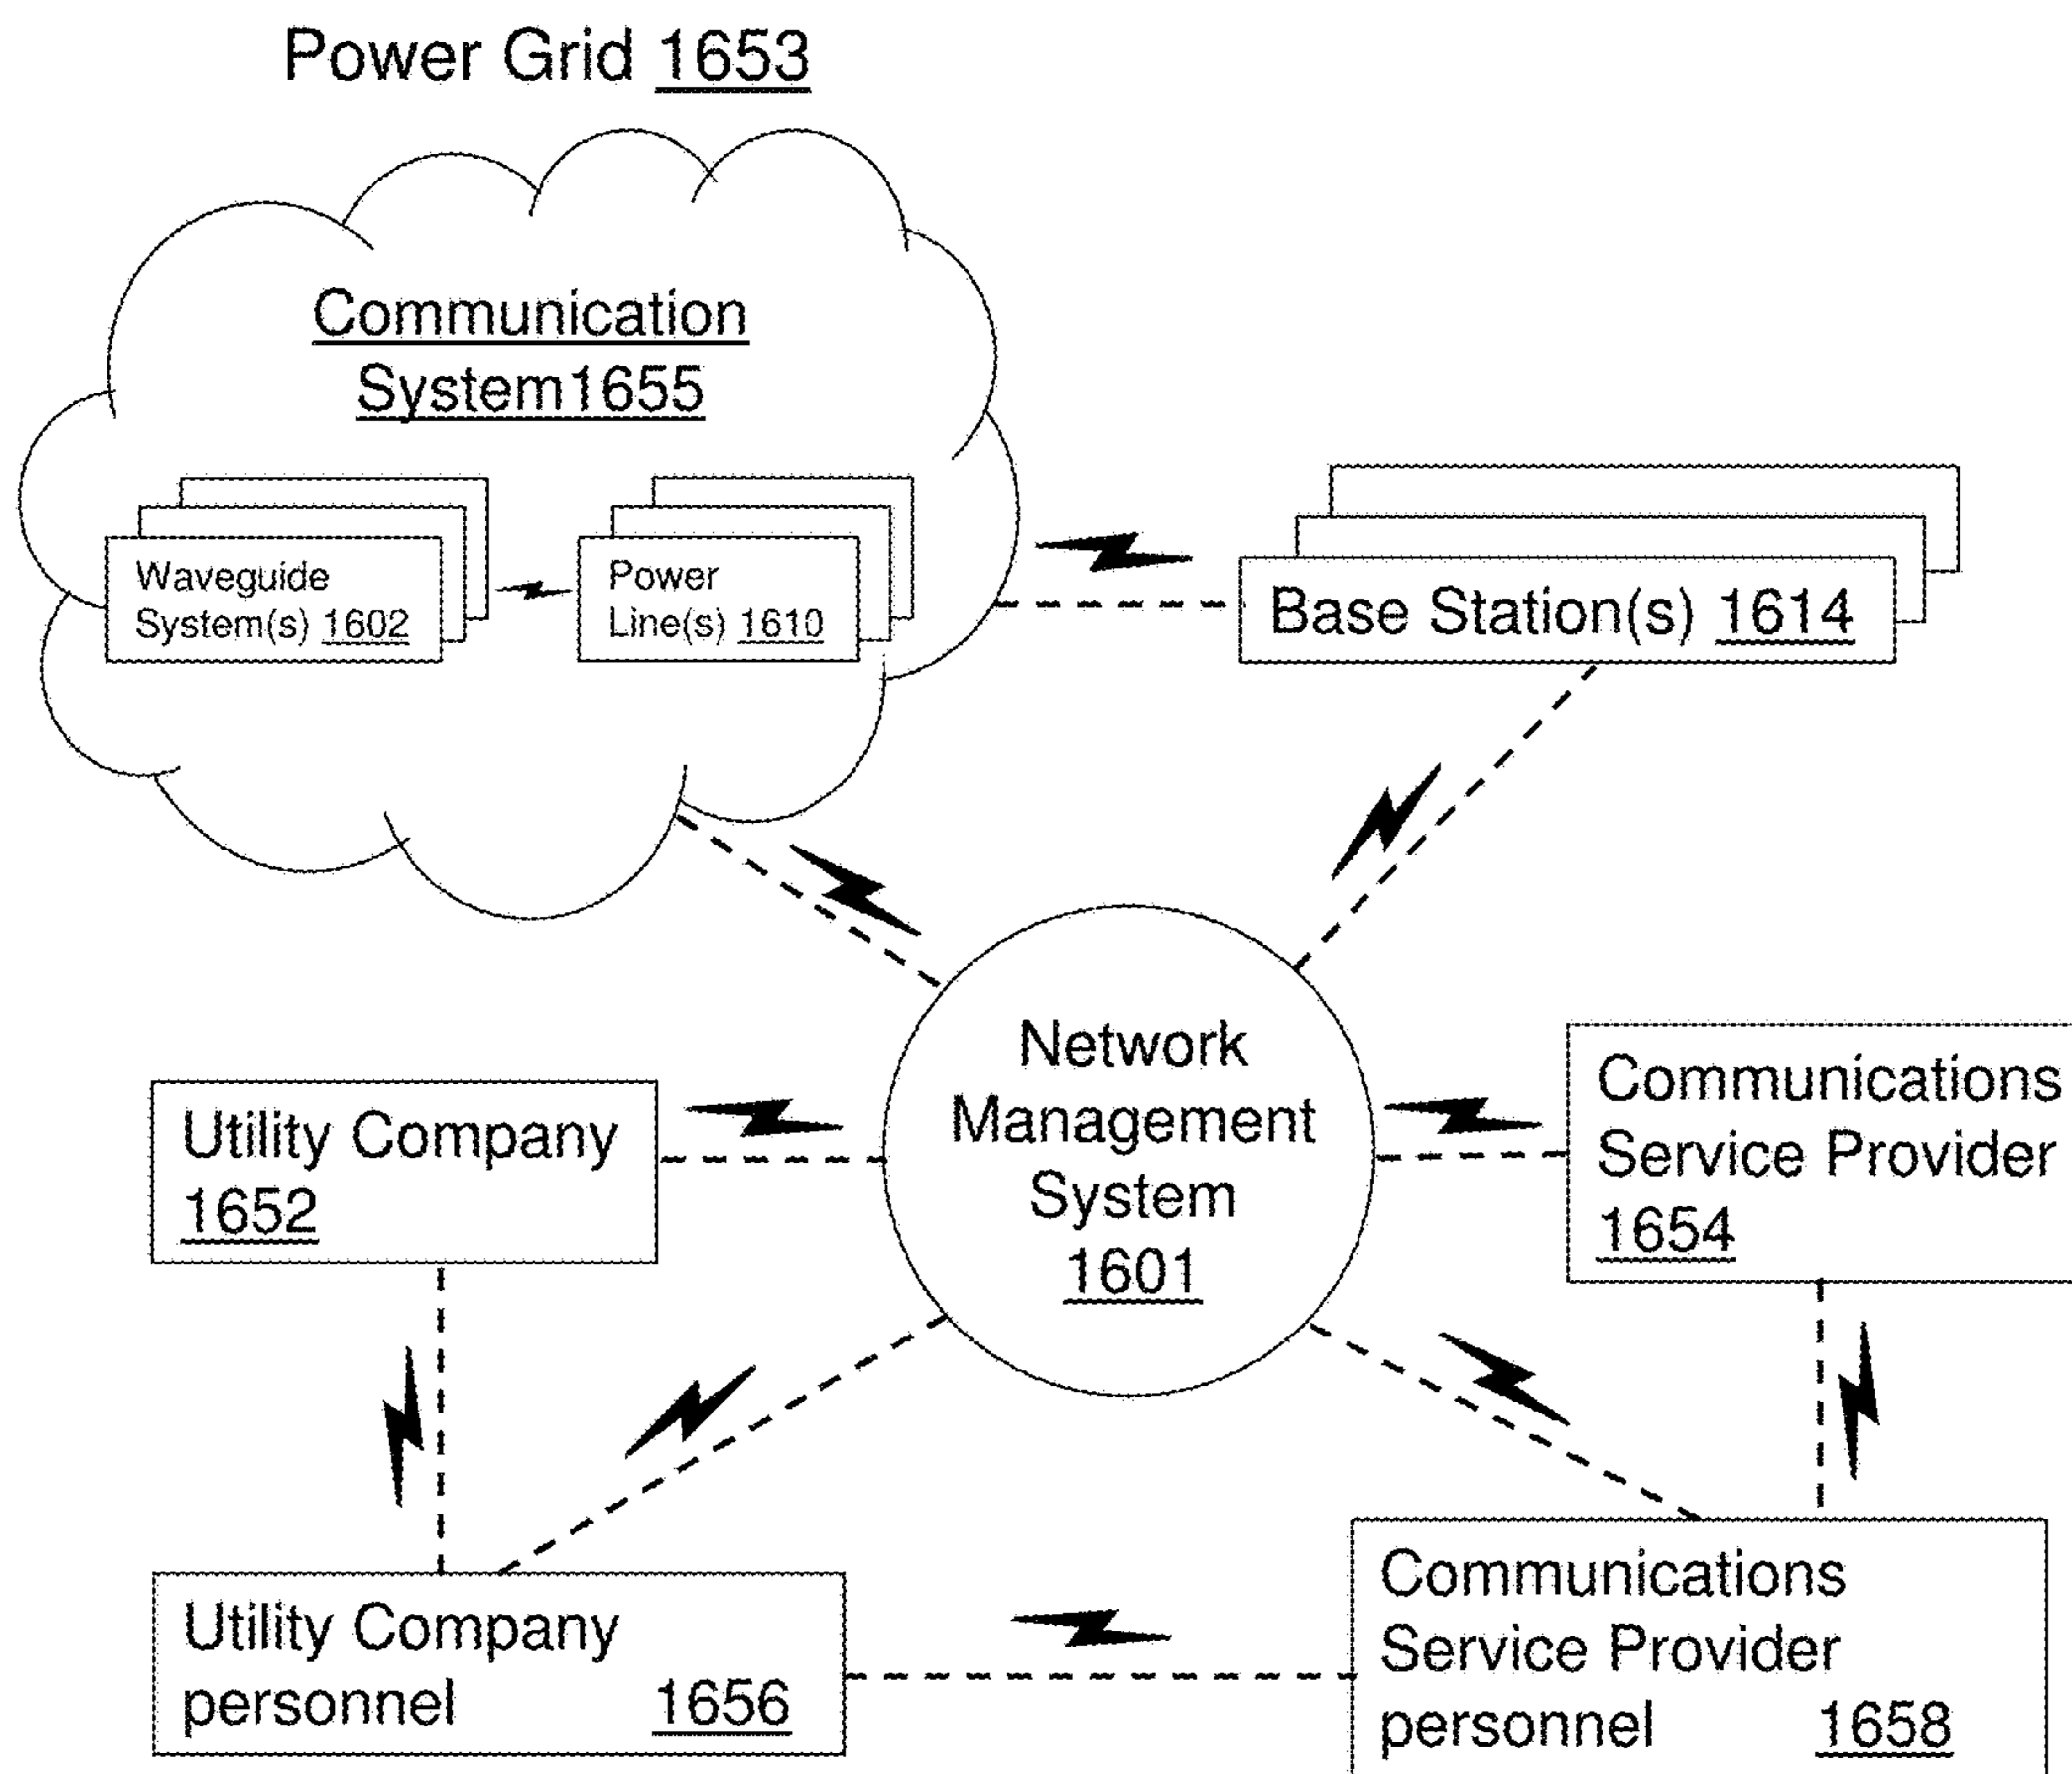 Power Grid 1653
Communication
System1655
Waveguide
System(s) 1602
Power
Line(s) 1610
Base Station(s) 1614
Network
Management
System
1601
Utility Company
1652
Communications
Service Provider
1654
Utility Company
personnel 1656
Communications
Service Provider
personnel 1658